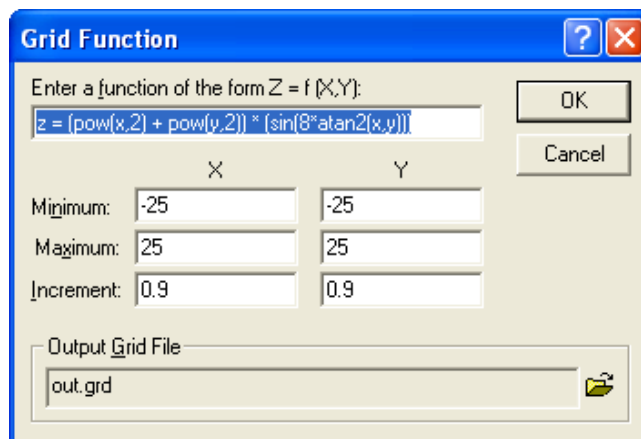 Grid Function
Enter a function of the form Z = f (X,Y):
z = (pow(x,2) + pow(y,2)) * (sin(8*atan2(x,y)))
OK
Cancel
X Y
Minimum: -25 -25
Maximum: 25 25
Increment: 0.9 0.9
Output Grid File
out.grd